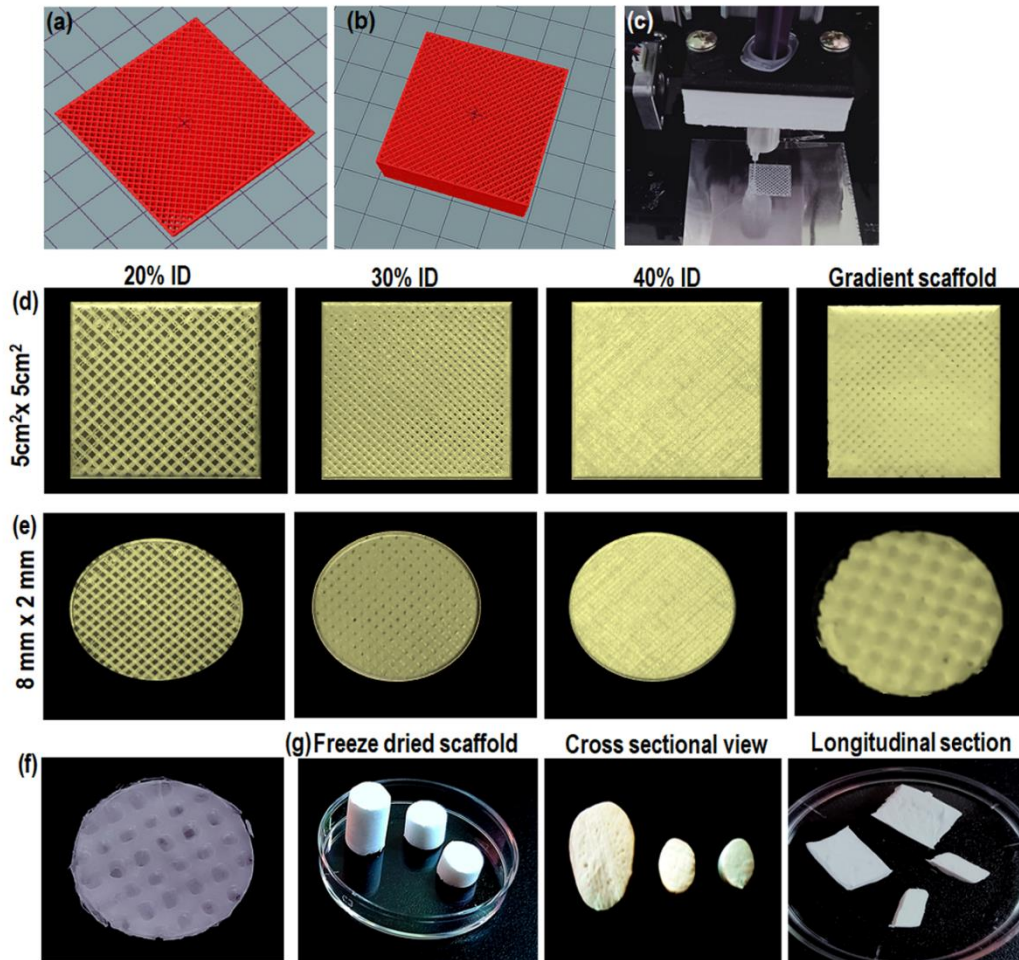 (a)
(b)
(c)
20% ID
30% ID
40% ID
Gradient scaffold
(d)
5cm²x 5cm²
(e)
8 mm x 2 mm
(f)
(g) Freeze dried scaffold
Cross sectional view
Longitudinal section